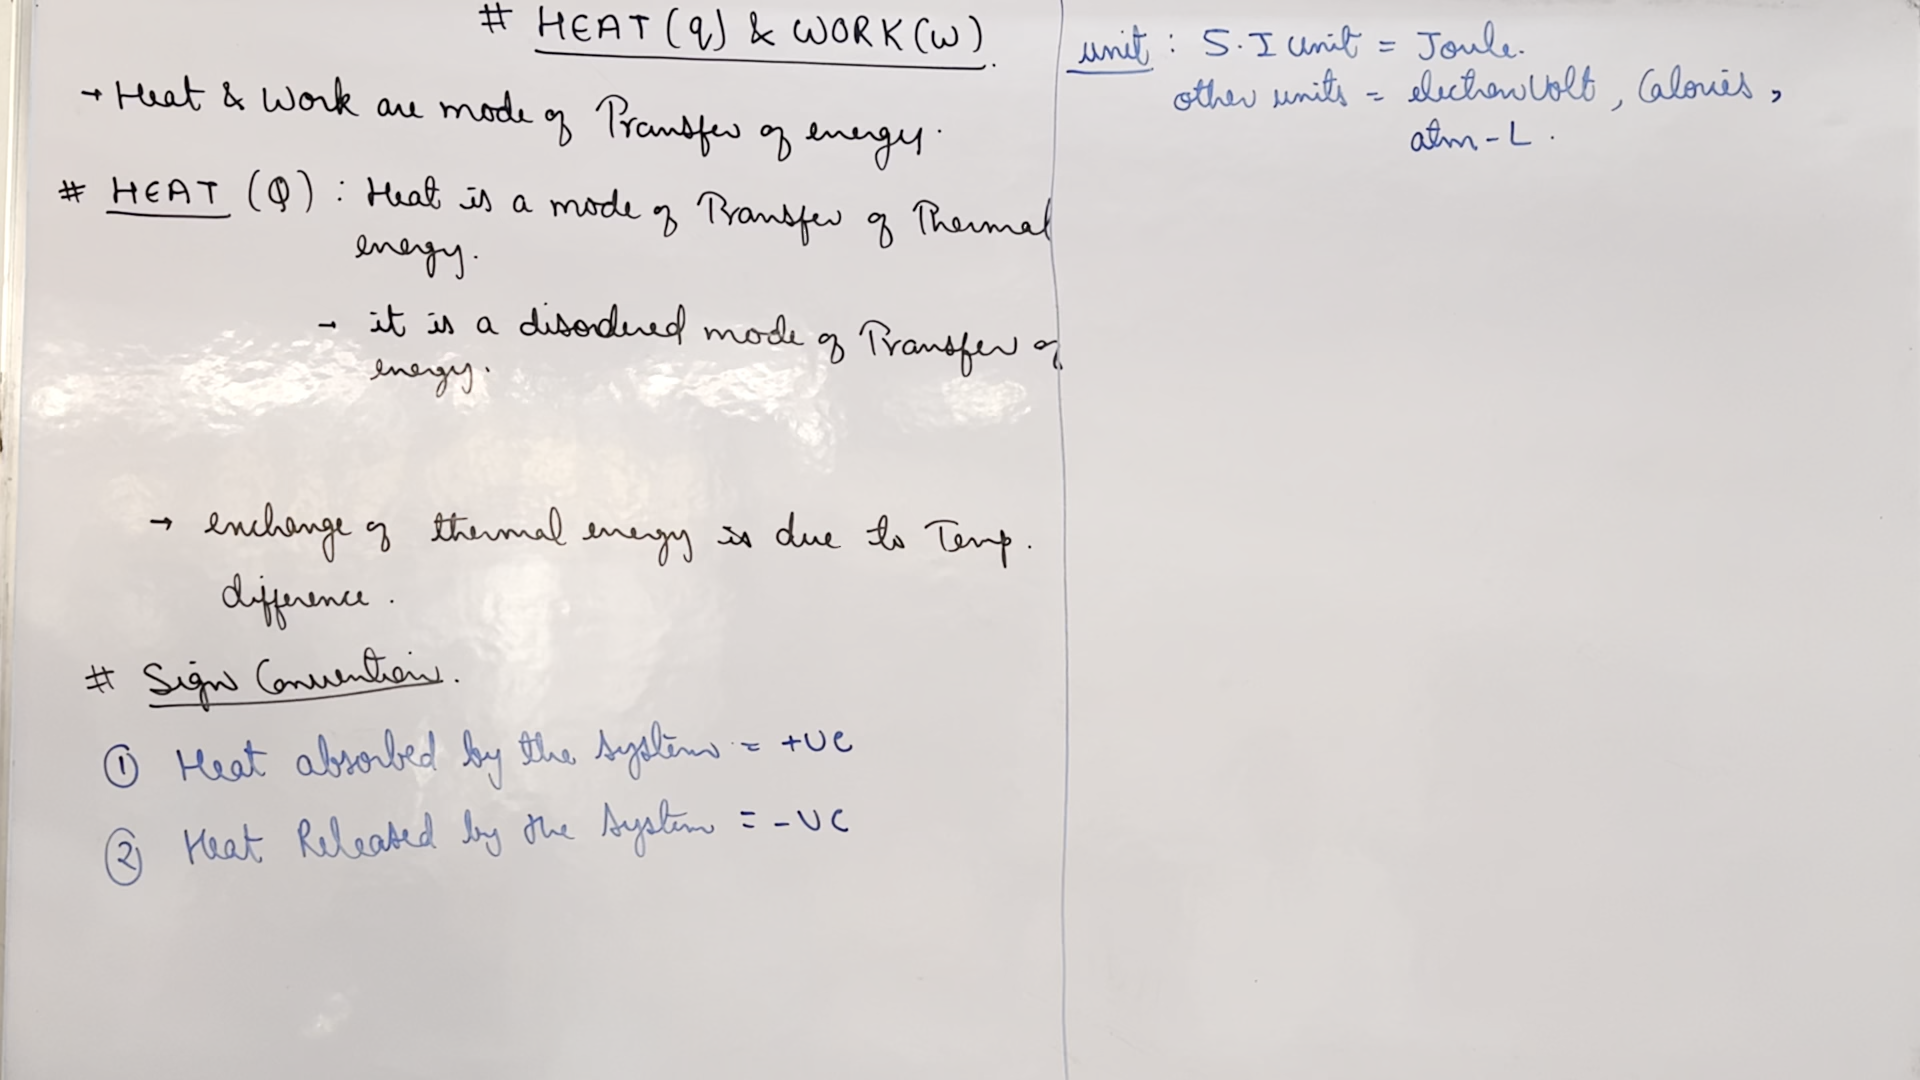 # HEAT (q) & WORK (w)
→ Heat & Work are mode of Transfer of energy.
# HEAT (Q) : Heat is a mode of Transfer of Thermal
energy.
→ it is a disordered mode of Transfer of
energy.
→ exchange of thermal energy is due to Temp.
difference.
# Sign Convention.
① Heat absorbed by the system = +ve
② Heat Released by the system = -ve
unit : S.I unit = Joule.
other units = electron Volt, Calories,
atm-L.